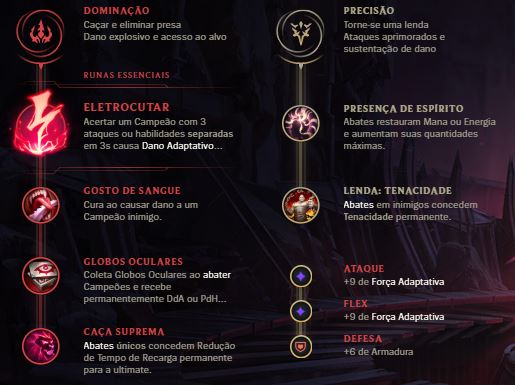 DOMINAÇÃO
Caçar e eliminar presa
Dano explosivo e acesso ao alvo
RUNAS ESSENCIAIS
ELETROCUTAR
Acertar um Campeão com 3
ataques ou habilidades separadas
em 3s causa Dano Adaptativo...
GOSTO DE SANGUE
Cura ao causar dano a um
Campeão inimigo.
GLOBOS OCULARES
Coleta Globos Oculares ao abater
Campeões e recebe
permanentemente DdA ou PdH...
CAÇA SUPREMA
Abates únicos concedem Redução
de Tempo de Recarga permanente
para a ultimate.
PRECISÃO
Torne-se uma lenda
Ataques aprimorados e
sustentação de dano
PRESENÇA DE ESPÍRITO
Abates restauram Mana ou Energia
e aumentam suas quantidades
máximas.
LENDA: TENACIDADE
Abates em inimigos concedem
Tenacidade permanente.
ATAQUE
+9 de Força Adaptativa
FLEX
+9 de Força Adaptativa
DEFESA
+6 de Armadura